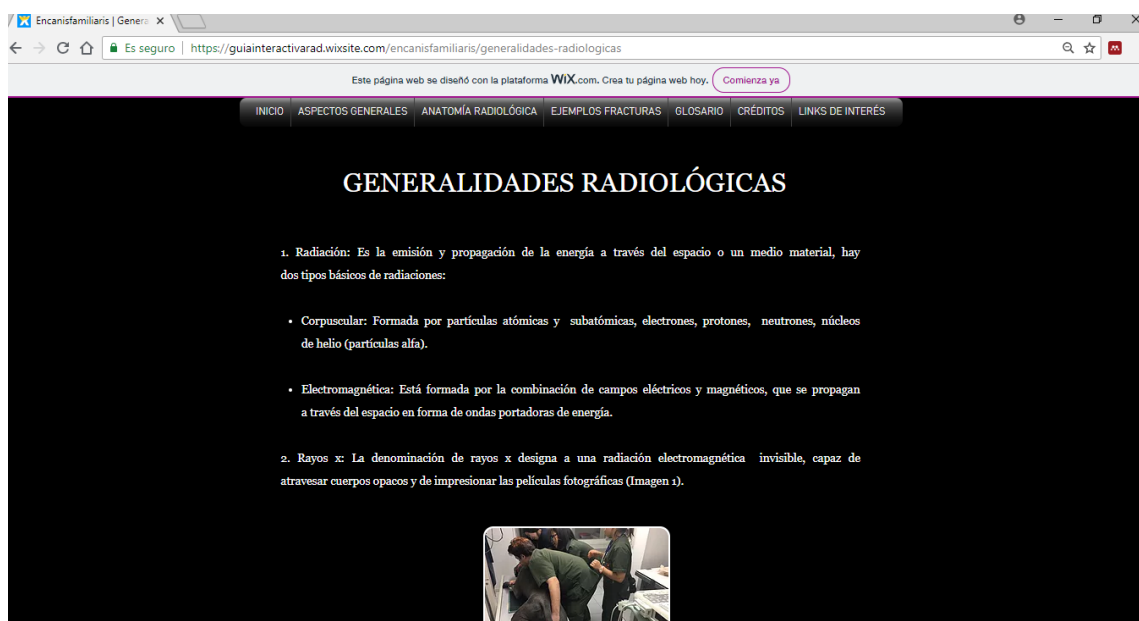 Encanisfamiliaris | Genera
Es seguro | https://guiainteractivarad.wixsite.com/encanisfamiliaris/generalidades-radiologicas
Este página web se diseñó con la plataforma WiX.com. Crea tu página web hoy. Comienza ya
INICIO ASPECTOS GENERALES ANATOMÍA RADIOLÓGICA EJEMPLOS FRACTURAS GLOSARIO CRÉDITOS LINKS DE INTERÉS
GENERALIDADES RADIOLÓGICAS
1. Radiación: Es la emisión y propagación de la energía a través del espacio o un medio material, hay
dos tipos básicos de radiaciones:
• Corpuscular: Formada por partículas atómicas y subatómicas, electrones, protones, neutrones, núcleos
de helio (partículas alfa).
• Electromagnética: Está formada por la combinación de campos eléctricos y magnéticos, que se propagan
a través del espacio en forma de ondas portadoras de energía.
2. Rayos x: La denominación de rayos x designa a una radiación electromagnética invisible, capaz de
atravesar cuerpos opacos y de impresionar las películas fotográficas (Imagen 1).